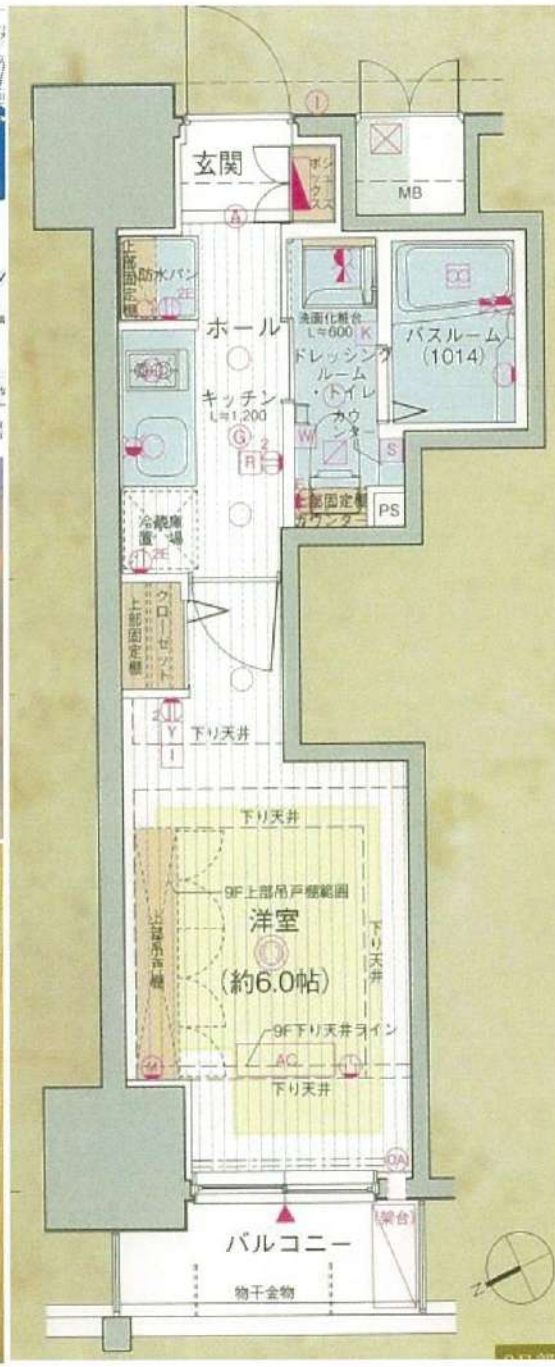 玄関
シューズ
ボックス
MB
I
A
上部固定棚
防水パン
2E
ホール
洗面化粧台
L≒600
K
ドレッシング
ルーム
・トイレ
カウンター
バスルーム
(1014)
キッチン
L≒1,200
G
2
R
W
S
E
上部固定棚
カウンター
PS
冷蔵庫
置場
2E
クローゼット
上部固定棚
2
Y
I
下り天井
下り天井
9F上部吊戸棚範囲
洋室
(約6.0帖)
上部吊戸棚
下り天井
9F下り天井ライン
AC
M
下り天井
OA
(架台)
バルコニー
物干金物
Z